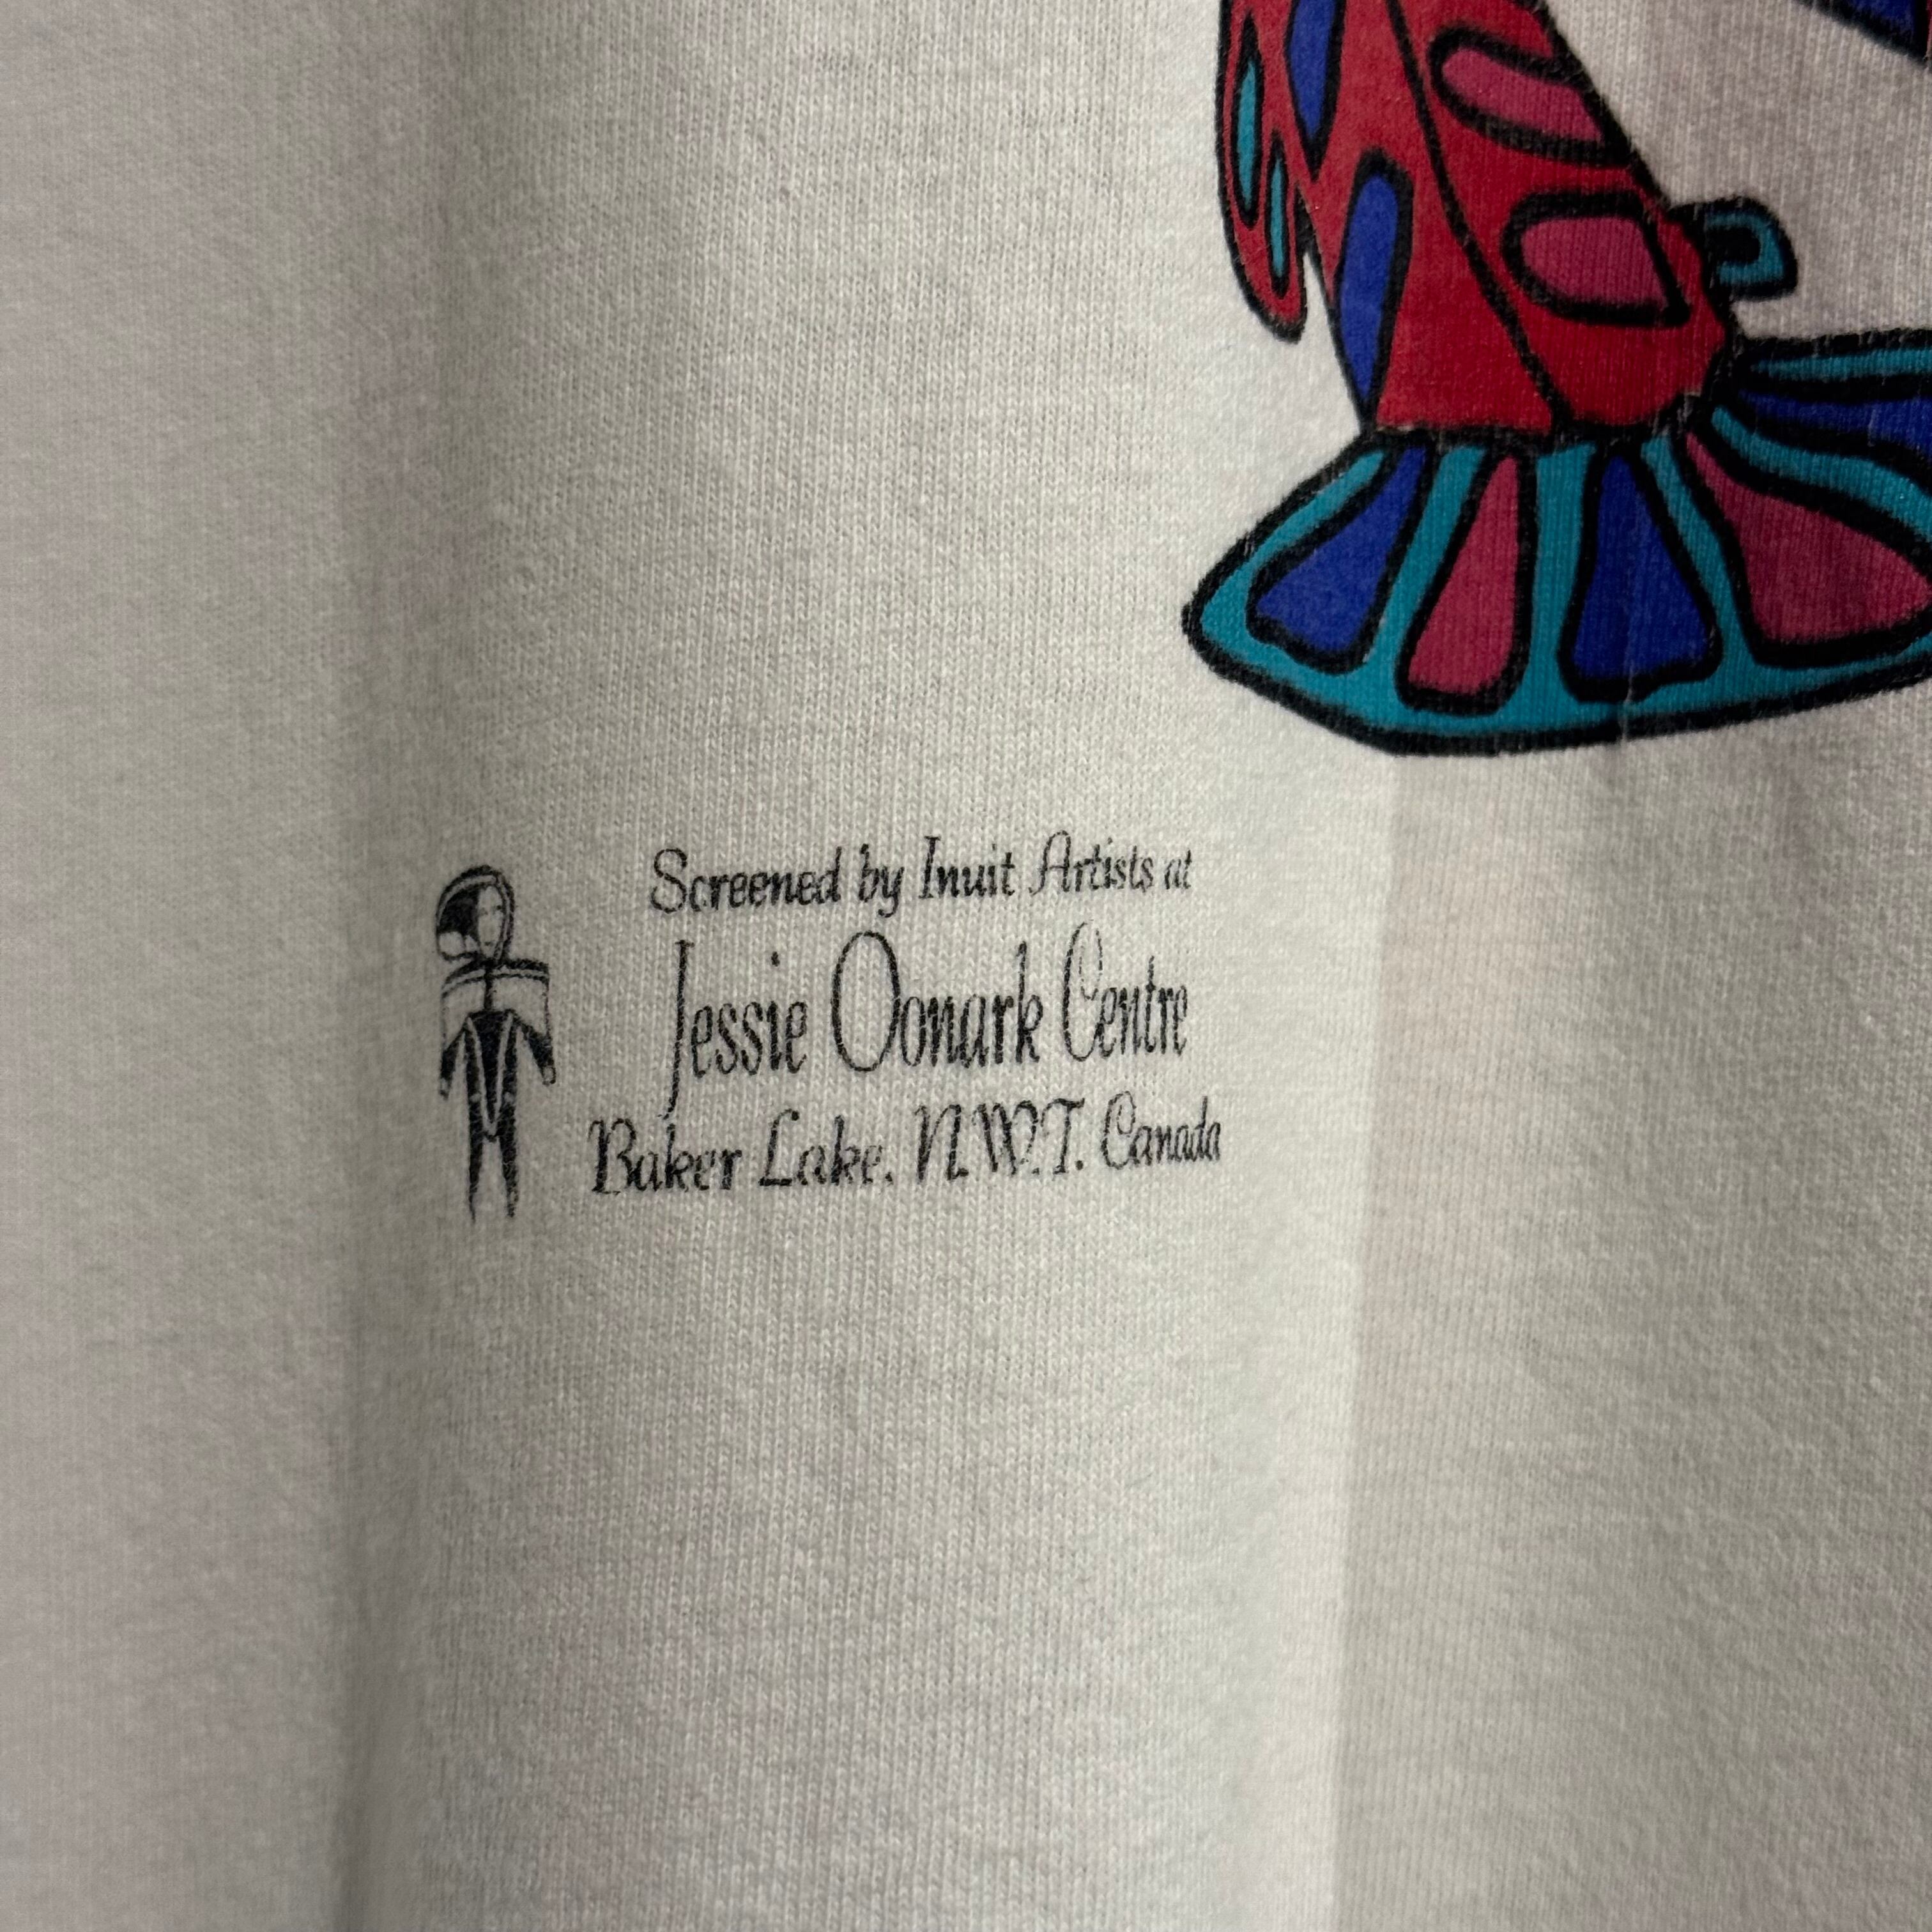 Screened by Inuit Artists at
Jessie Oonark Centre
Baker Lake. N.W.T. Canada